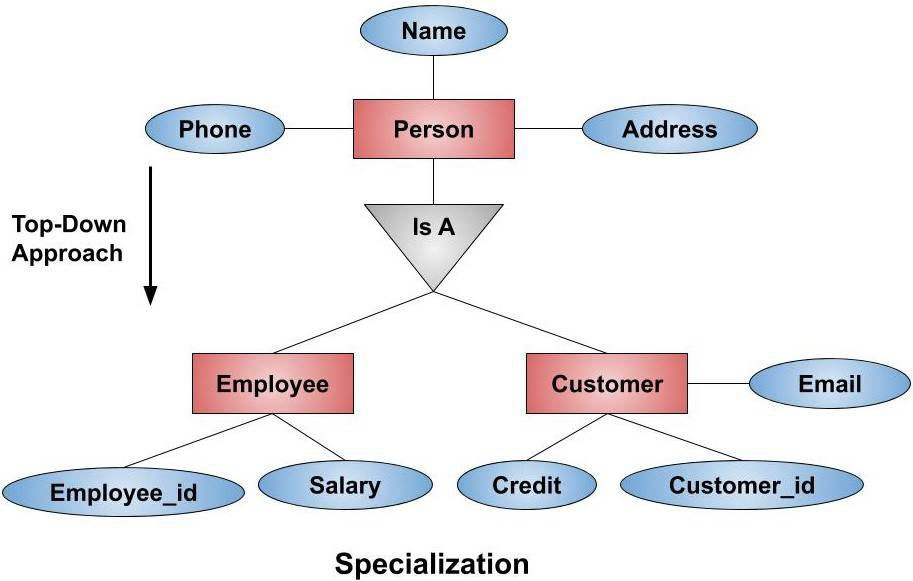 Name
Phone
Person
Address
Top-Down
Approach
Is A
Employee
Customer
Email
Employee_id
Salary
Credit
Customer_id
Specialization